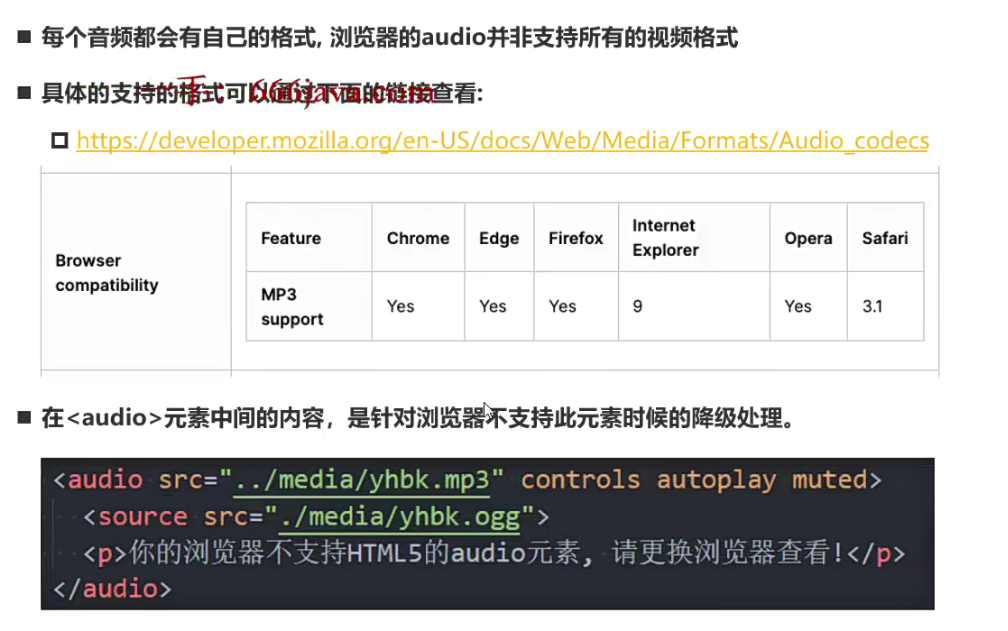 每个音频都会有自己的格式, 浏览器的audio并非支持所有的视频格式
具体的支持的格式可以通过下面的链接查看:
666java.com
https://developer.mozilla.org/en-US/docs/Web/Media/Formats/Audio_codecs
Browser compatibility
Feature Chrome Edge Firefox Internet Explorer Opera Safari
MP3 support Yes Yes Yes 9 Yes 3.1
在<audio>元素中间的内容，是针对浏览器不支持此元素时候的降级处理。
<audio src="../media/yhbk.mp3" controls autoplay muted>
<source src="./media/yhbk.ogg">
<p>你的浏览器不支持HTML5的audio元素, 请更换浏览器查看!</p>
</audio>